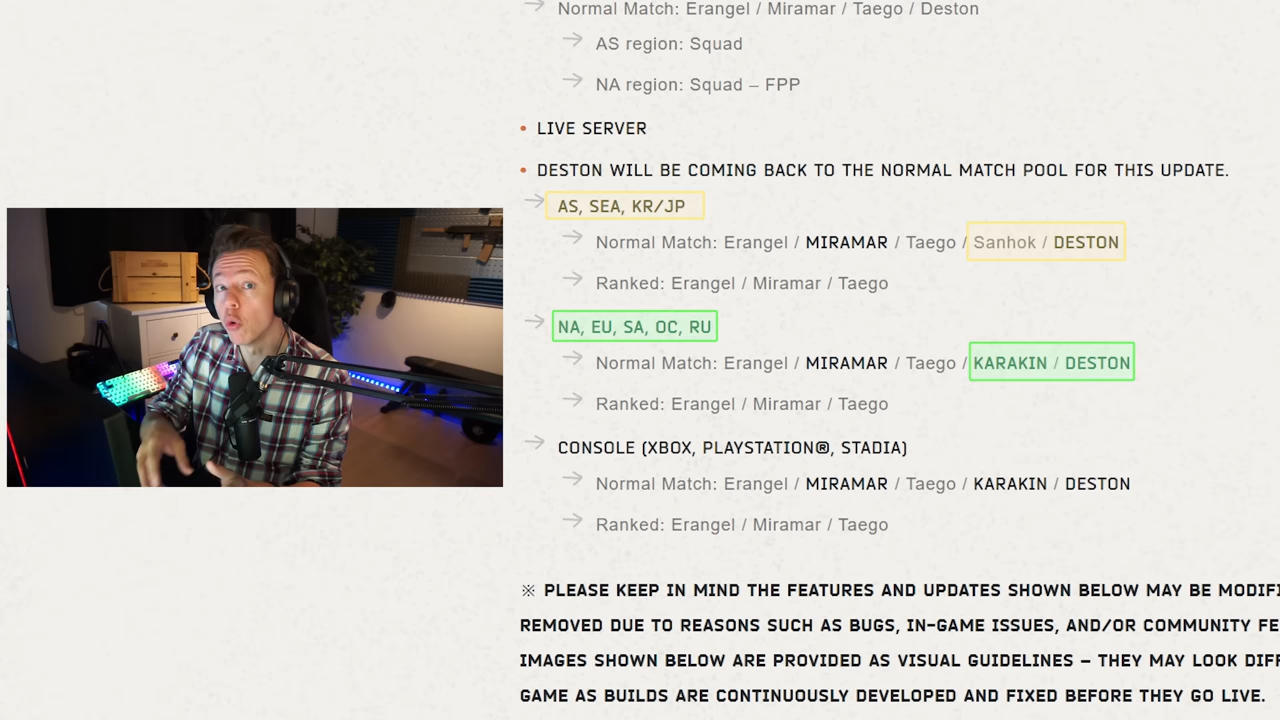 Normal Match: Erangel / Miramar / Taego / Deston
AS region: Squad
NA region: Squad – FPP
LIVE SERVER
DESTON WILL BE COMING BACK TO THE NORMAL MATCH POOL FOR THIS UPDATE.
AS, SEA, KR/JP
Normal Match: Erangel / MIRAMAR / Taego / Sanhok / DESTON
Ranked: Erangel / Miramar / Taego
NA, EU, SA, OC, RU
Normal Match: Erangel / MIRAMAR / Taego / KARAKIN / DESTON
Ranked: Erangel / Miramar / Taego
CONSOLE (XBOX, PLAYSTATION®, STADIA)
Normal Match: Erangel / MIRAMAR / Taego / KARAKIN / DESTON
Ranked: Erangel / Miramar / Taego
※ PLEASE KEEP IN MIND THE FEATURES AND UPDATES SHOWN BELOW MAY BE MODIFI
REMOVED DUE TO REASONS SUCH AS BUGS, IN-GAME ISSUES, AND/OR COMMUNITY FE
IMAGES SHOWN BELOW ARE PROVIDED AS VISUAL GUIDELINES – THEY MAY LOOK DIFF
GAME AS BUILDS ARE CONTINUOUSLY DEVELOPED AND FIXED BEFORE THEY GO LIVE.